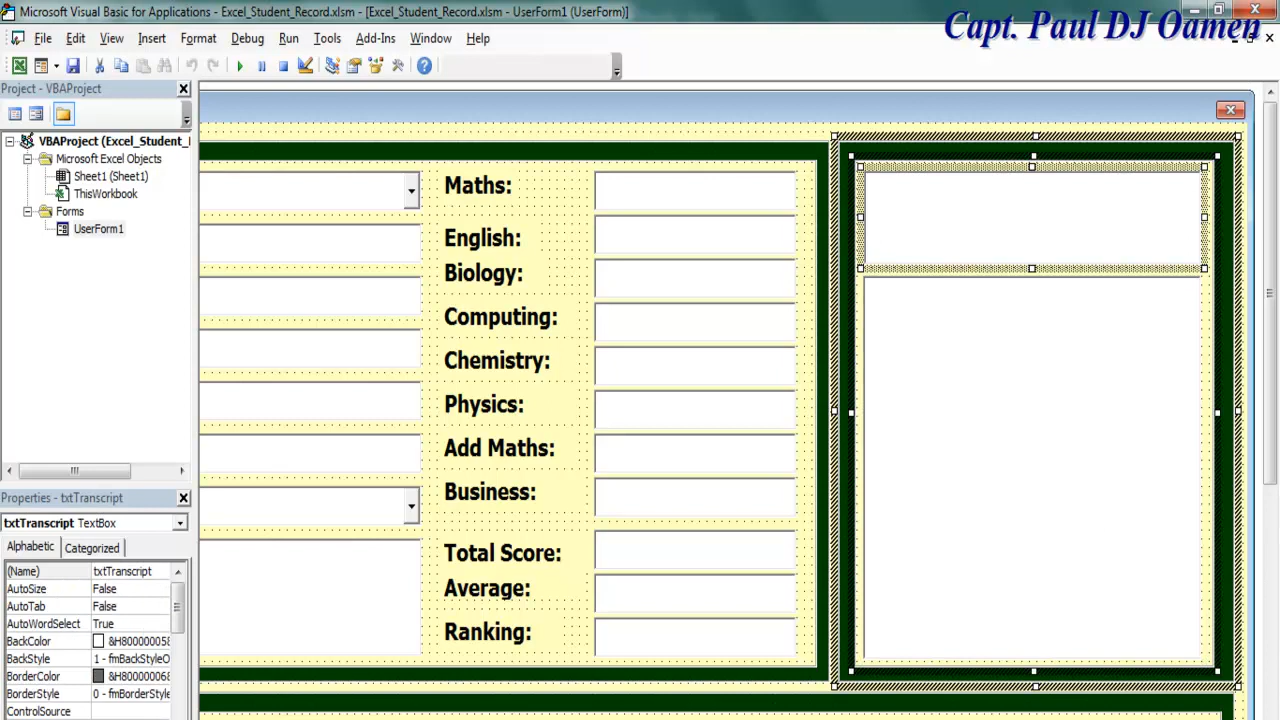 Microsoft Visual Basic for Applications - Excel_Student_Record.xlsm - [Excel_Student_Record.xlsm - UserForm1 (UserForm)]
Capt. Paul DJ Oamen
File Edit View Insert Format Debug Run Tools Add-Ins Window Help
Project - VBAProject
VBAProject (Excel_Student_
Microsoft Excel Objects
Sheet1 (Sheet1)
ThisWorkbook
Forms
UserForm1
Maths:
English:
Biology:
Computing:
Chemistry:
Physics:
Add Maths:
Business:
Total Score:
Average:
Ranking:
Properties - txtTranscript
txtTranscript TextBox
Alphabetic Categorized
(Name) txtTranscript
AutoSize False
AutoTab False
AutoWordSelect True
BackColor &H80000005
BackStyle 1 - fmBackStyleO
BorderColor &H80000006
BorderStyle 0 - fmBorderStyle
ControlSource